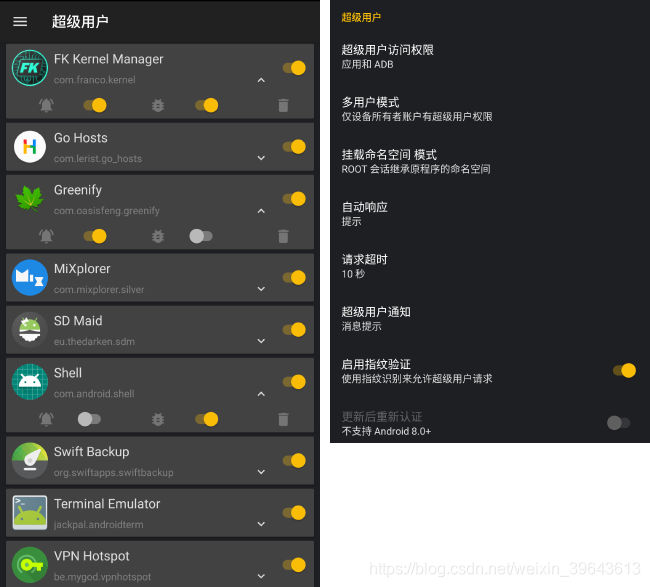 超级用户
FK Kernel Manager
com.franco.kernel
Go Hosts
com.lerist.go_hosts
Greenify
com.oasisfeng.greenify
MiXplorer
com.mixplorer.silver
SD Maid
eu.thedarken.sdm
Shell
com.android.shell
Swift Backup
org.swiftapps.swiftbackup
Terminal Emulator
jackpal.androidterm
VPN Hotspot
be.mygod.vpnhotspot
超级用户
超级用户访问权限
应用和 ADB
多用户模式
仅设备所有者账户有超级用户权限
挂载命名空间 模式
ROOT 会话继承原程序的命名空间
自动响应
提示
请求超时
10 秒
超级用户通知
消息提示
启用指纹验证
使用指纹识别来允许超级用户请求
更新后重新认证
不支持 Android 8.0+
https://blog.csdn.net/weixin_39643613